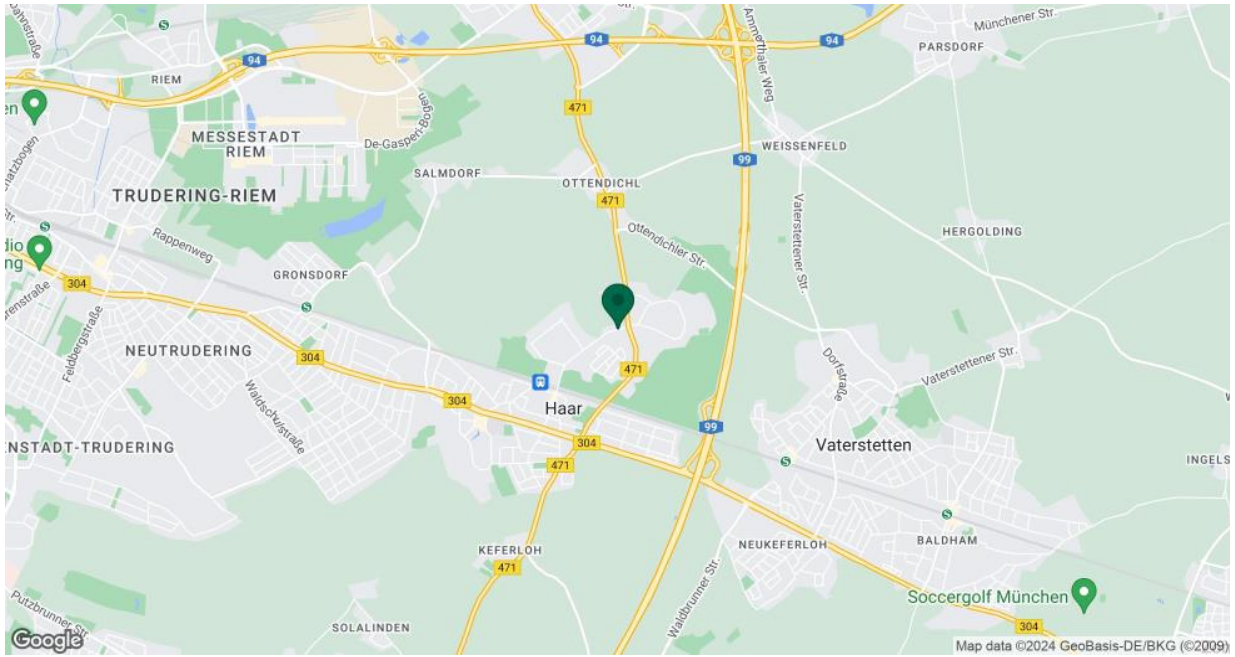 94
94
94
Münchener Str.
PARSDORF
Ammerthaler Weg
RIEM
MESSESTADT
RIEM
De-Gasperi-Bogen
471
99
WEISSENFELD
SALMDORF
OTTENDICHL
TRUDERING-RIEM
471
Vaterstettener Str.
Ottendichler Str.
HERGOLDING
Rappenweg
GRONSDORF
304
Feldbergstraße
NEUTRUDERING
304
471
Dorfstraße
Vaterstettener Str.
Waldschulstraße
304
Haar
99
304
Vaterstetten
471
INGELS
BALDHAM
NEUKEFERLOH
KEFERLOH
471
Waldbrunner Str.
Soccergolf München
Putzbrunner Str.
SOLALINDEN
304
Google
Map data ©2024 GeoBasis-DE/BKG (©2009)